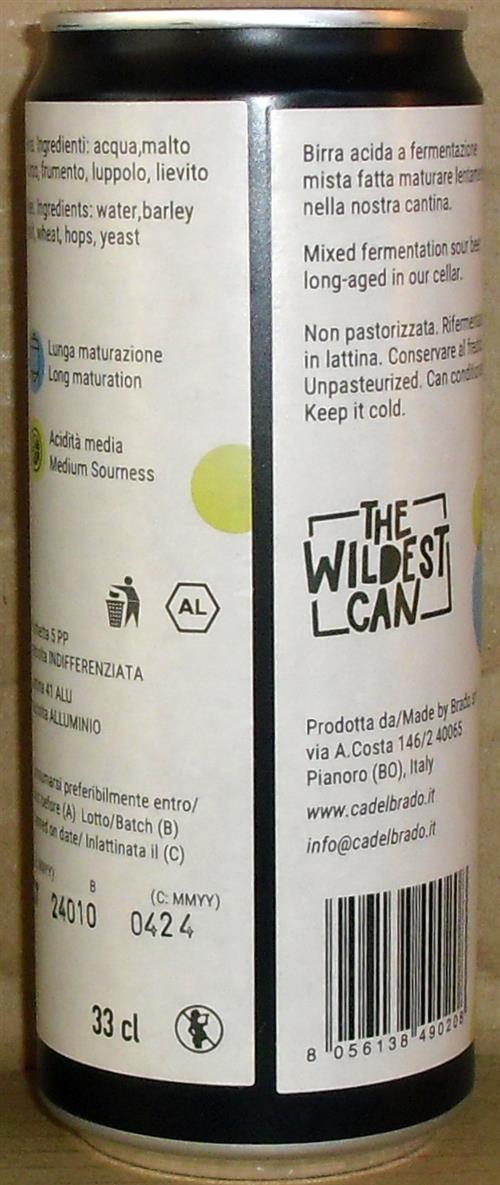 Ingredienti: acqua,malto
frumento, luppolo, lievito
Ingredients: water,barley
wheat, hops, yeast
Lunga maturazione
Long maturation
Acidità media
Medium Sourness
AL
5 PP
INDIFFERENZIATA
41 ALU
ALLUMINIO
preferibilmente entro/
before (A) Lotto/Batch (B)
on date/ Inlattinata il (C)
B
(C: MMYY)
24010
0424
33 cl
Birra acida a fermentazione
mista fatta maturare
nella nostra cantina.
Mixed fermentation sour
long-aged in our cellar.
Non pastorizzata.
in lattina. Conservare al
Unpasteurized. Can
Keep it cold.
THE
WILDEST
CAN
Prodotta da/Made by Brado
via A.Costa 146/2 40065
Pianoro (BO), Italy
www.cadelbrado.it
info@cadelbrado.it
8 056138 490208